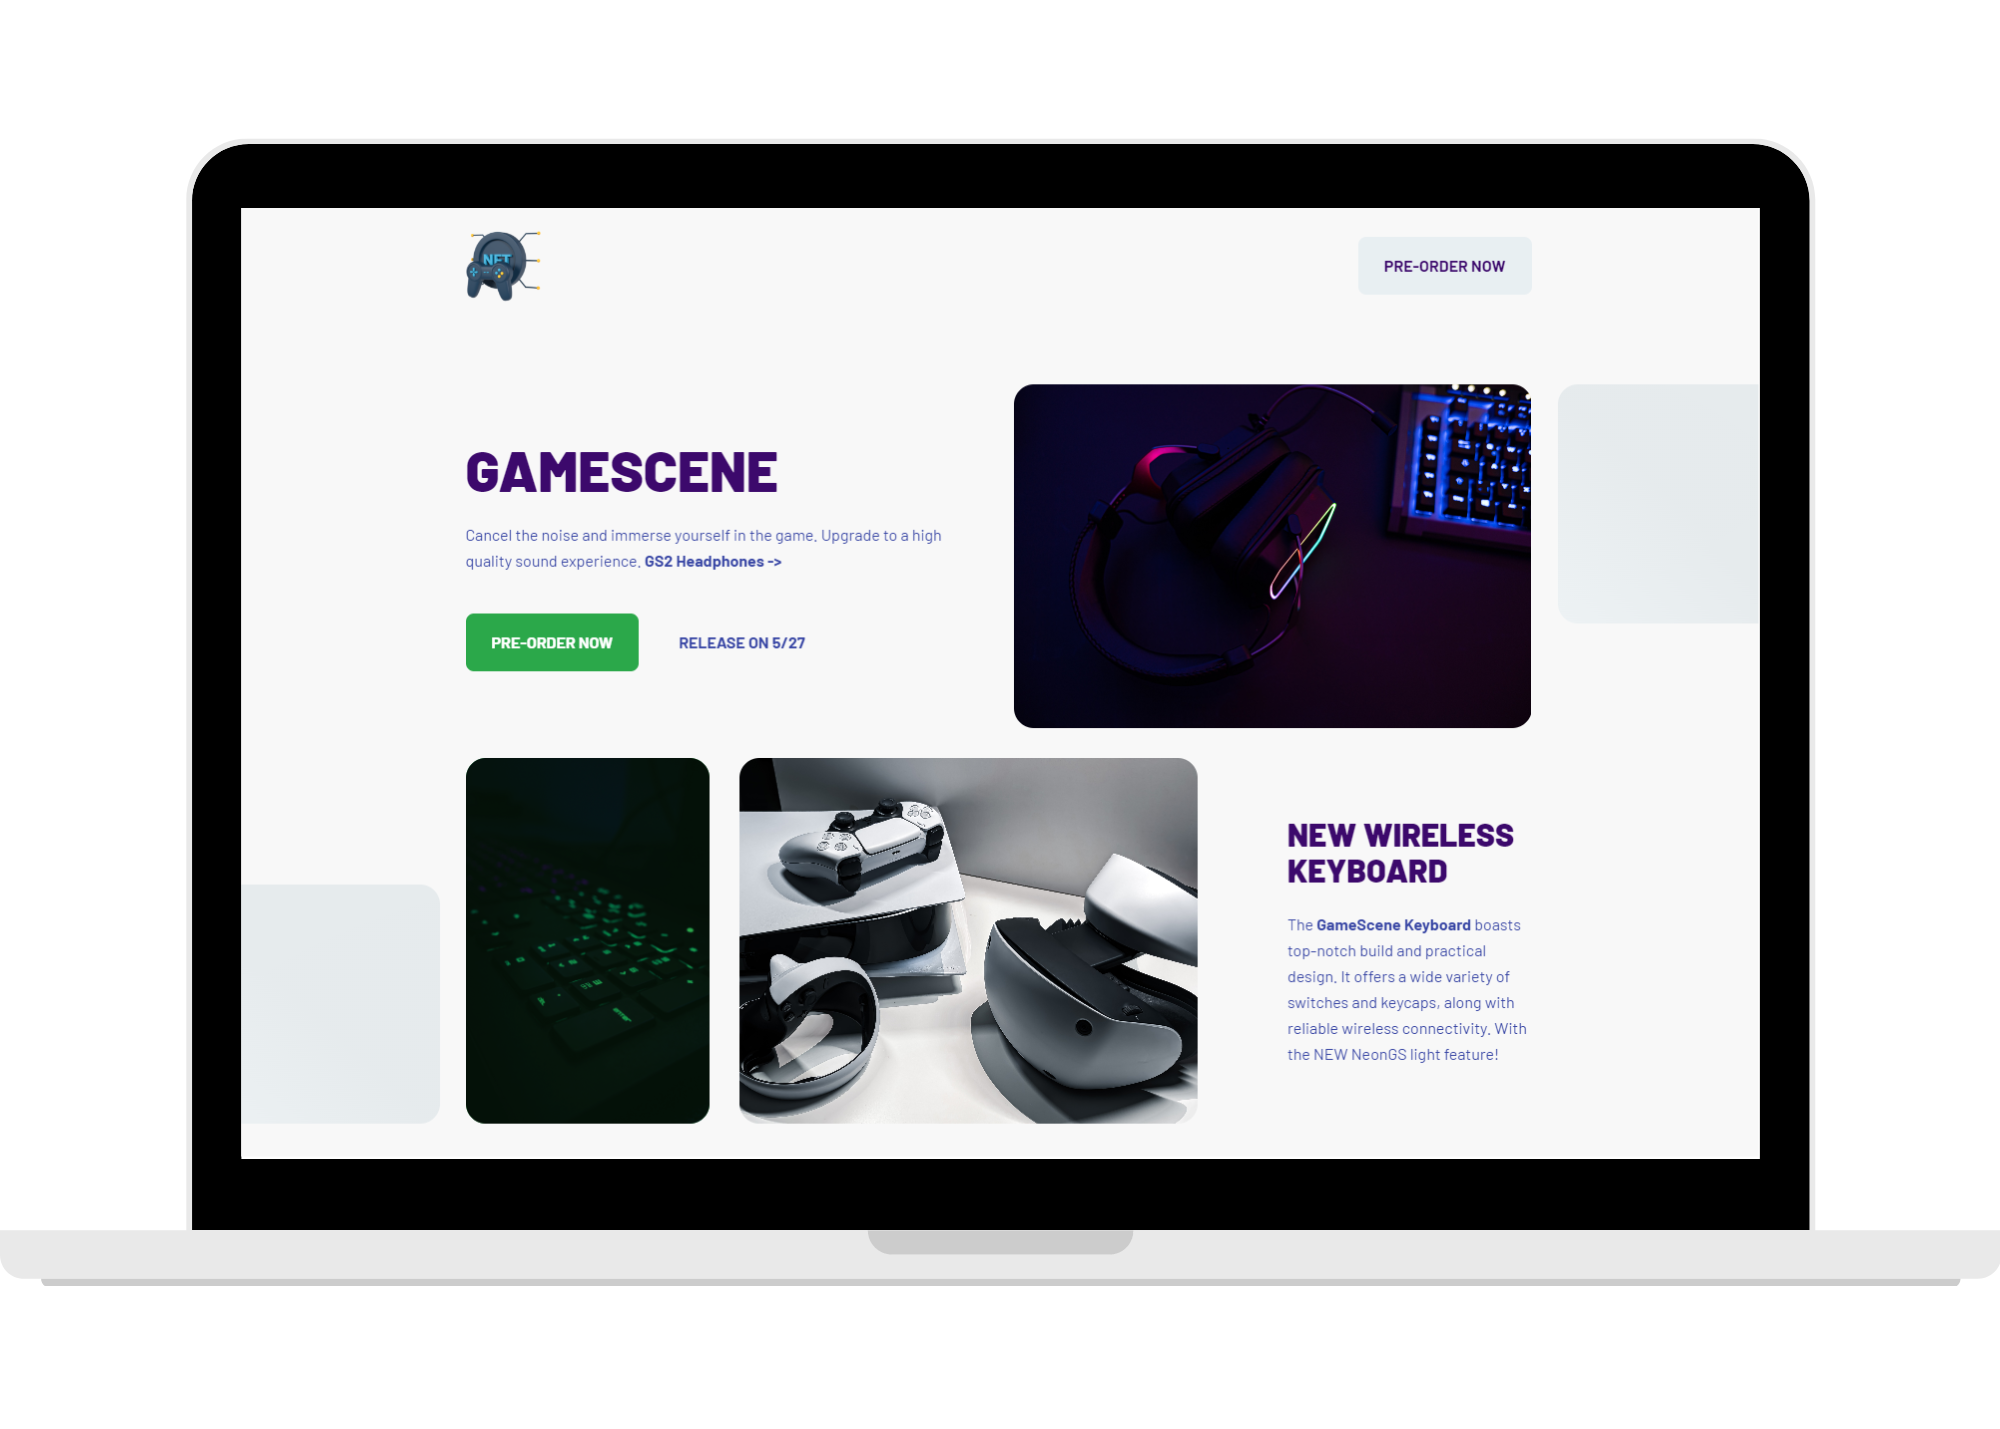 NFT
PRE-ORDER NOW
GAMESCENE
Cancel the noise and immerse yourself in the game. Upgrade to a high
quality sound experience. GS2 Headphones ->
PRE-ORDER NOW
RELEASE ON 5/27
NEW WIRELESS
KEYBOARD
The GameScene Keyboard boasts
top-notch build and practical
design. It offers a wide variety of
switches and keycaps, along with
reliable wireless connectivity. With
the NEW NeonGS light feature!